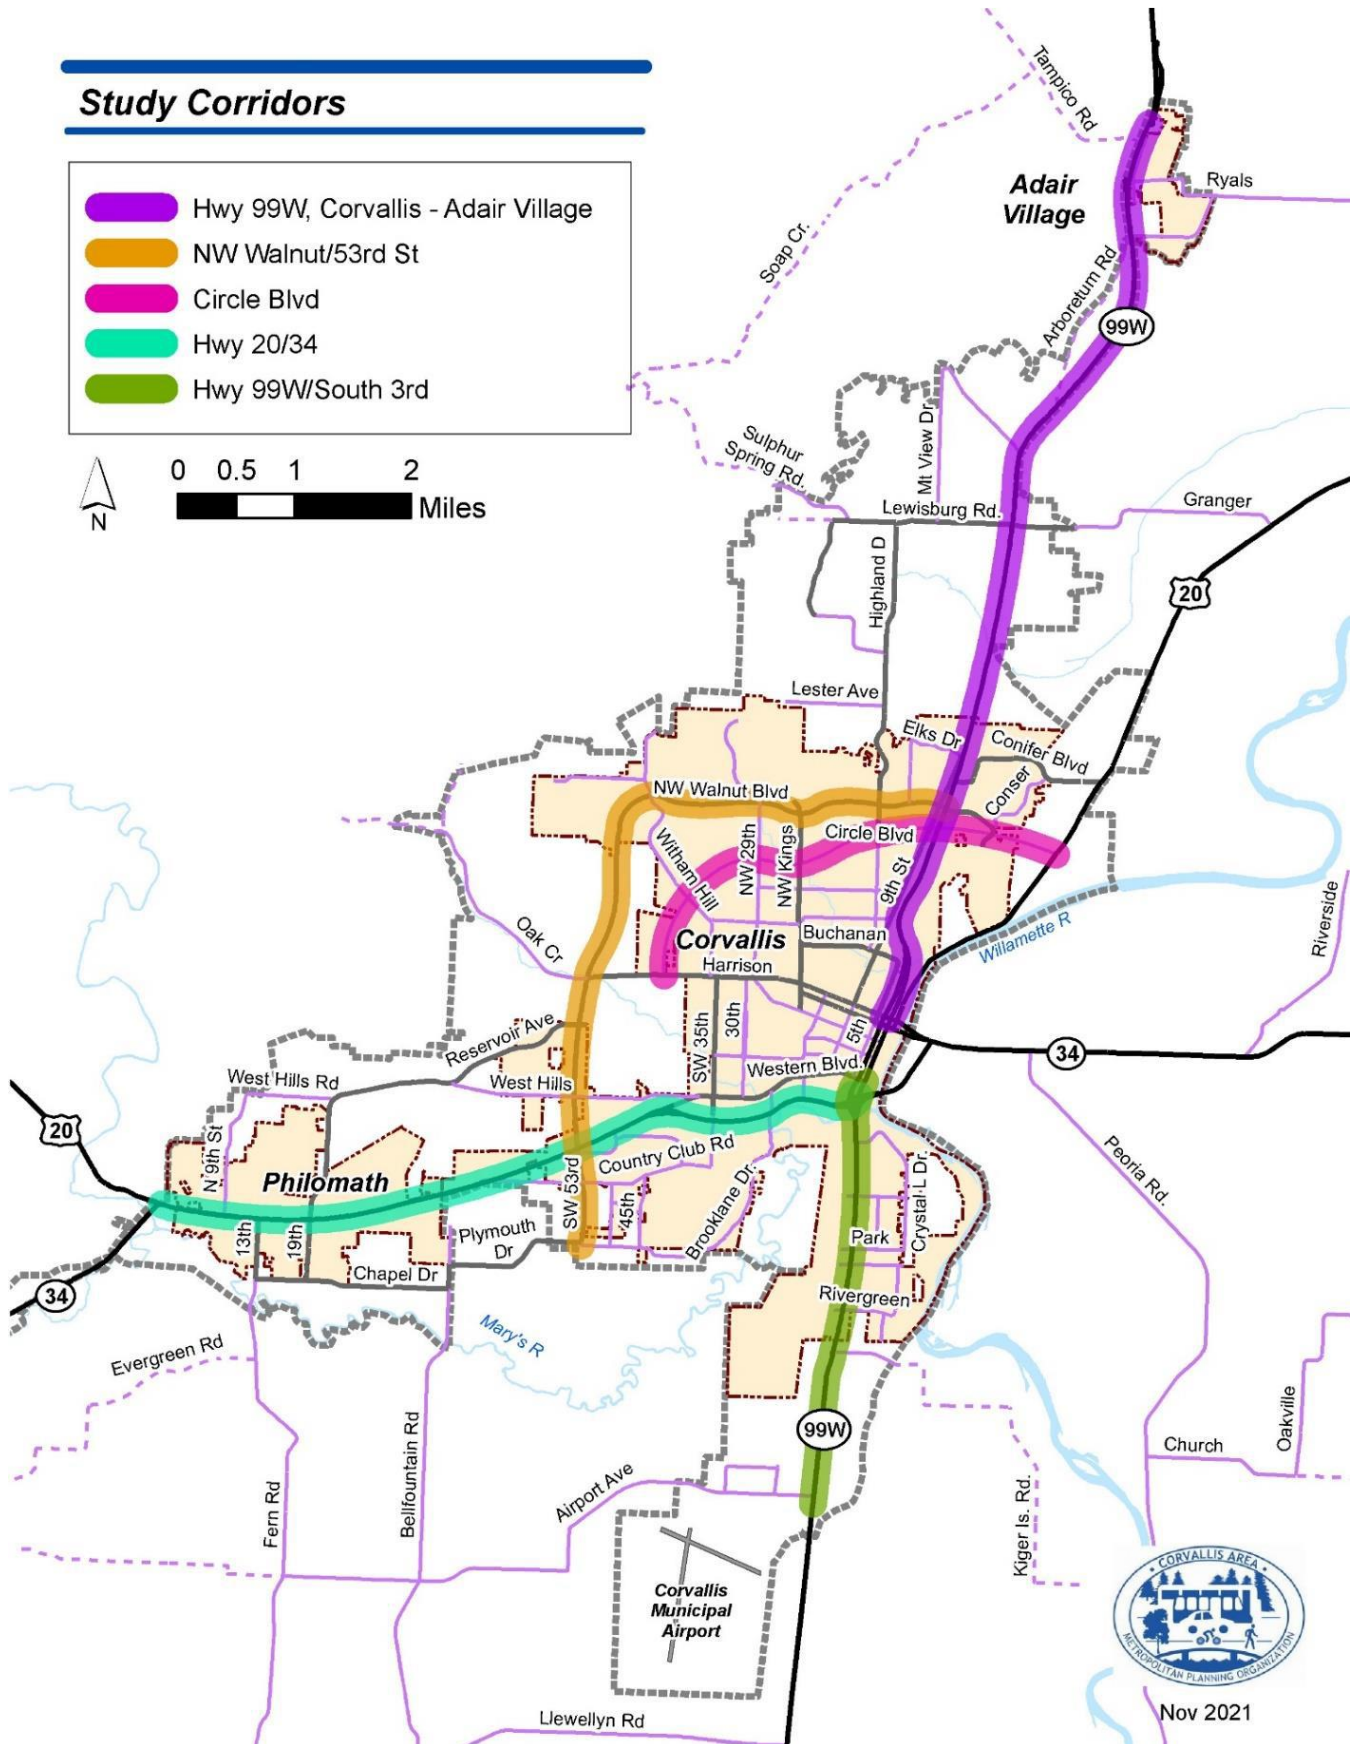 Study Corridors
Hwy 99W, Corvallis - Adair Village
NW Walnut/53rd St
Circle Blvd
Hwy 20/34
Hwy 99W/South 3rd
N
0 0.5 1 2
Miles
Tampico Rd
Adair
Village
Ryals
Soap Cr.
Arboretum Rd
99W
Sulphur
Spring Rd.
Mt View Dr
Lewisburg Rd.
Granger
Highland D
20
Lester Ave
Elks Dr
Conifer Blvd
Conser
NW Walnut Blvd
Circle Blvd
Witham Hill
NW 29th
NW Kings
9th St
Oak Cr
Corvallis
Buchanan
Harrison
Willamette R
Riverside
Reservoir Ave
SW 35th
30th
5th
34
West Hills Rd
West Hills
Western Blvd.
20
N 9th St
Philomath
Country Club Rd
SW 53rd
45th
Brooklane Dr.
Crystal L Dr.
Peoria Rd.
13th
19th
Plymouth
Dr
Park
Chapel Dr
34
Rivergreen
Mary's R
Evergreen Rd
99W
Oakville
Church
Fern Rd
Bellfountain Rd
Airport Ave
Kiger Is. Rd.
Corvallis
Municipal
Airport
CORVALLIS AREA
METROPOLITAN PLANNING ORGANIZATION
Nov 2021
Llewellyn Rd